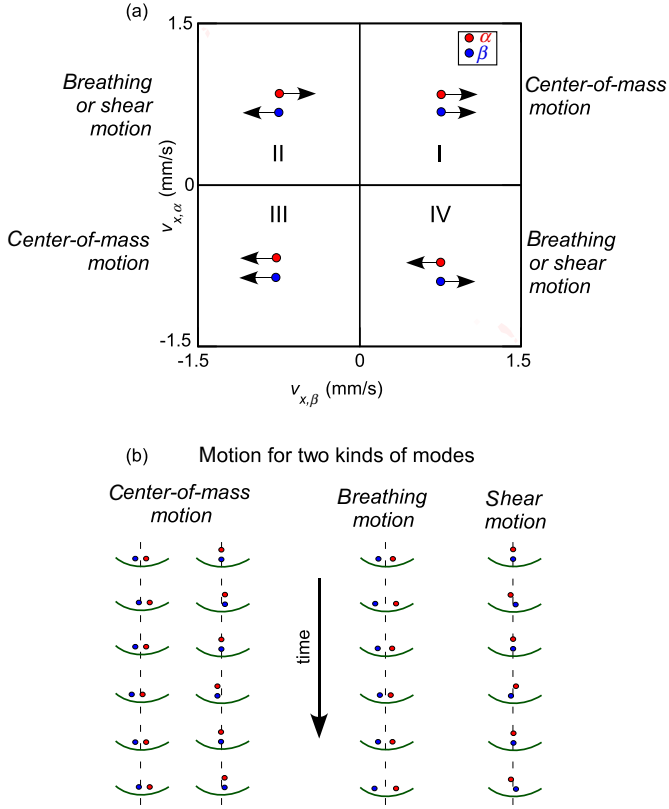 (a)
1.5
α
β
Breathing
or shear
motion
Center-of-mass
motion
v_{x,α} (mm/s)
II
I
0
III
IV
Center-of-mass
motion
Breathing
or shear
motion
-1.5
-1.5
0
1.5
v_{x,β} (mm/s)
(b) Motion for two kinds of modes
Center-of-mass
motion
Breathing
motion
Shear
motion
time